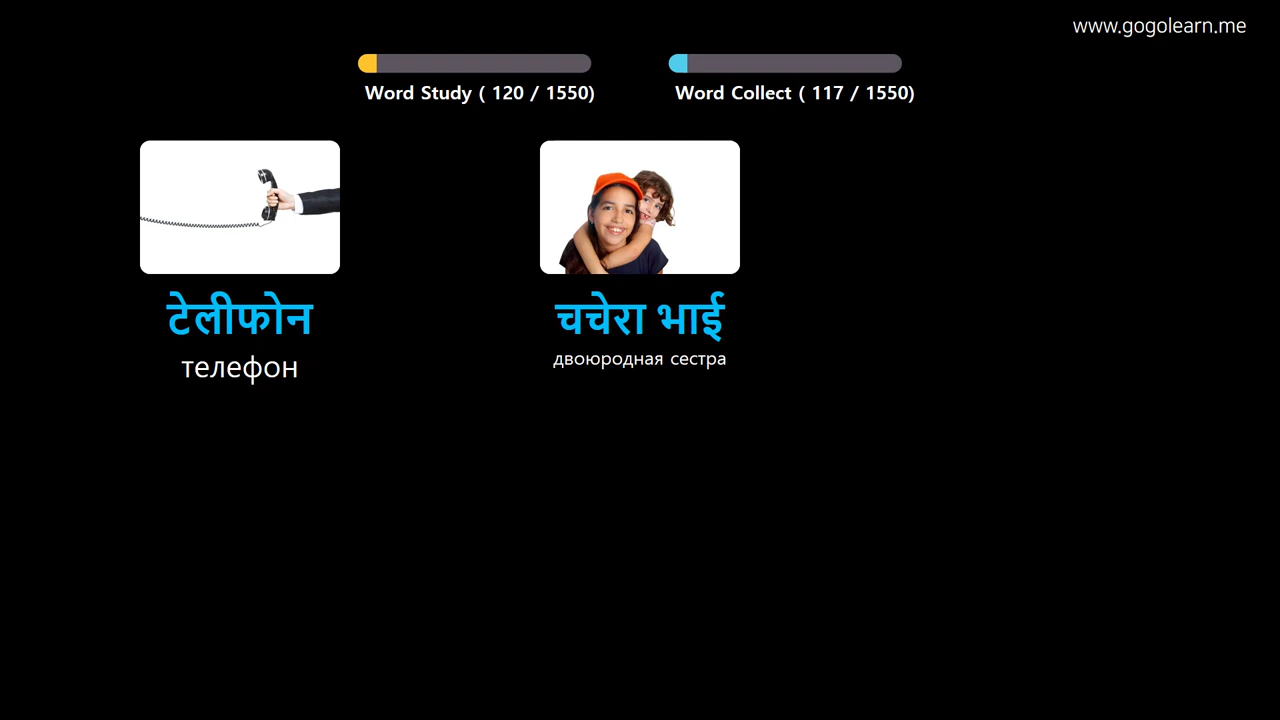 www.gogolearn.me
Word Study ( 120 / 1550)
Word Collect ( 117 / 1550)
टेलीफोन
телефон
चचेरा भाई
двоюродная сестра